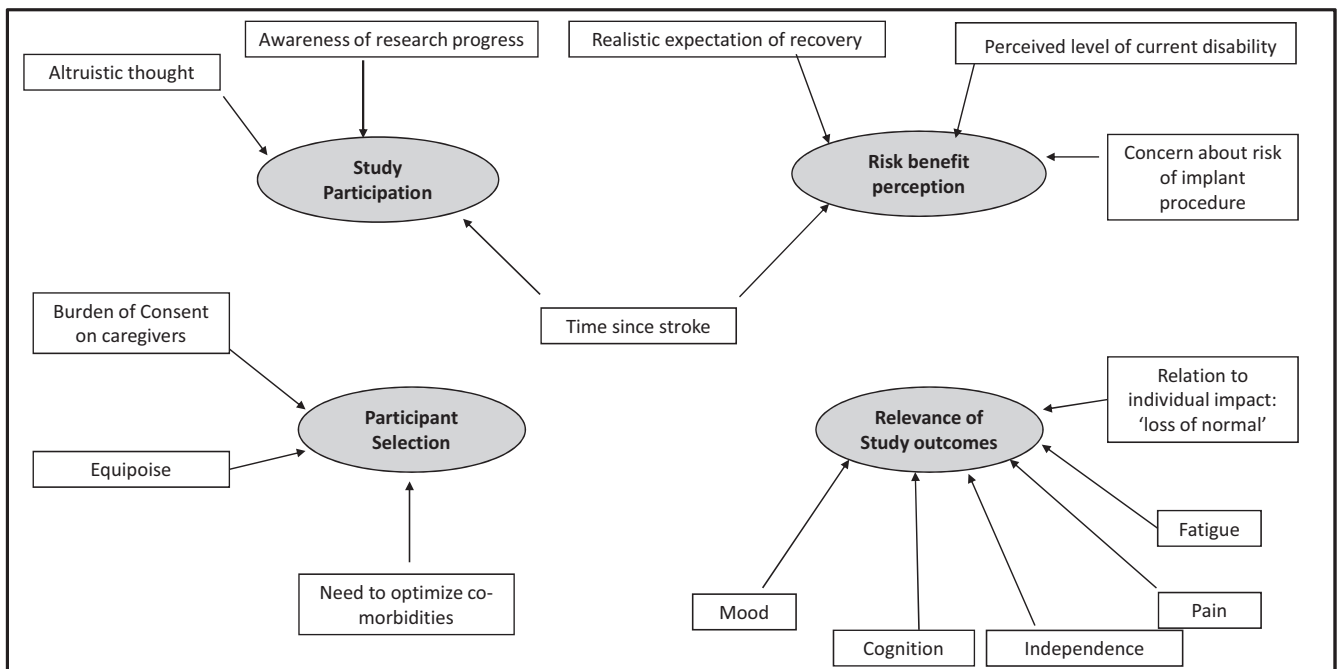 Awareness of research progress
Realistic expectation of recovery
Perceived level of current disability
Altruistic thought
Study
Participation
Risk benefit
perception
Concern about risk
of implant
procedure
Time since stroke
Burden of Consent
on caregivers
Participant
Selection
Equipoise
Need to optimize co-
morbidities
Relevance of
Study outcomes
Relation to
individual impact:
‘loss of normal’
Fatigue
Pain
Mood
Cognition
Independence